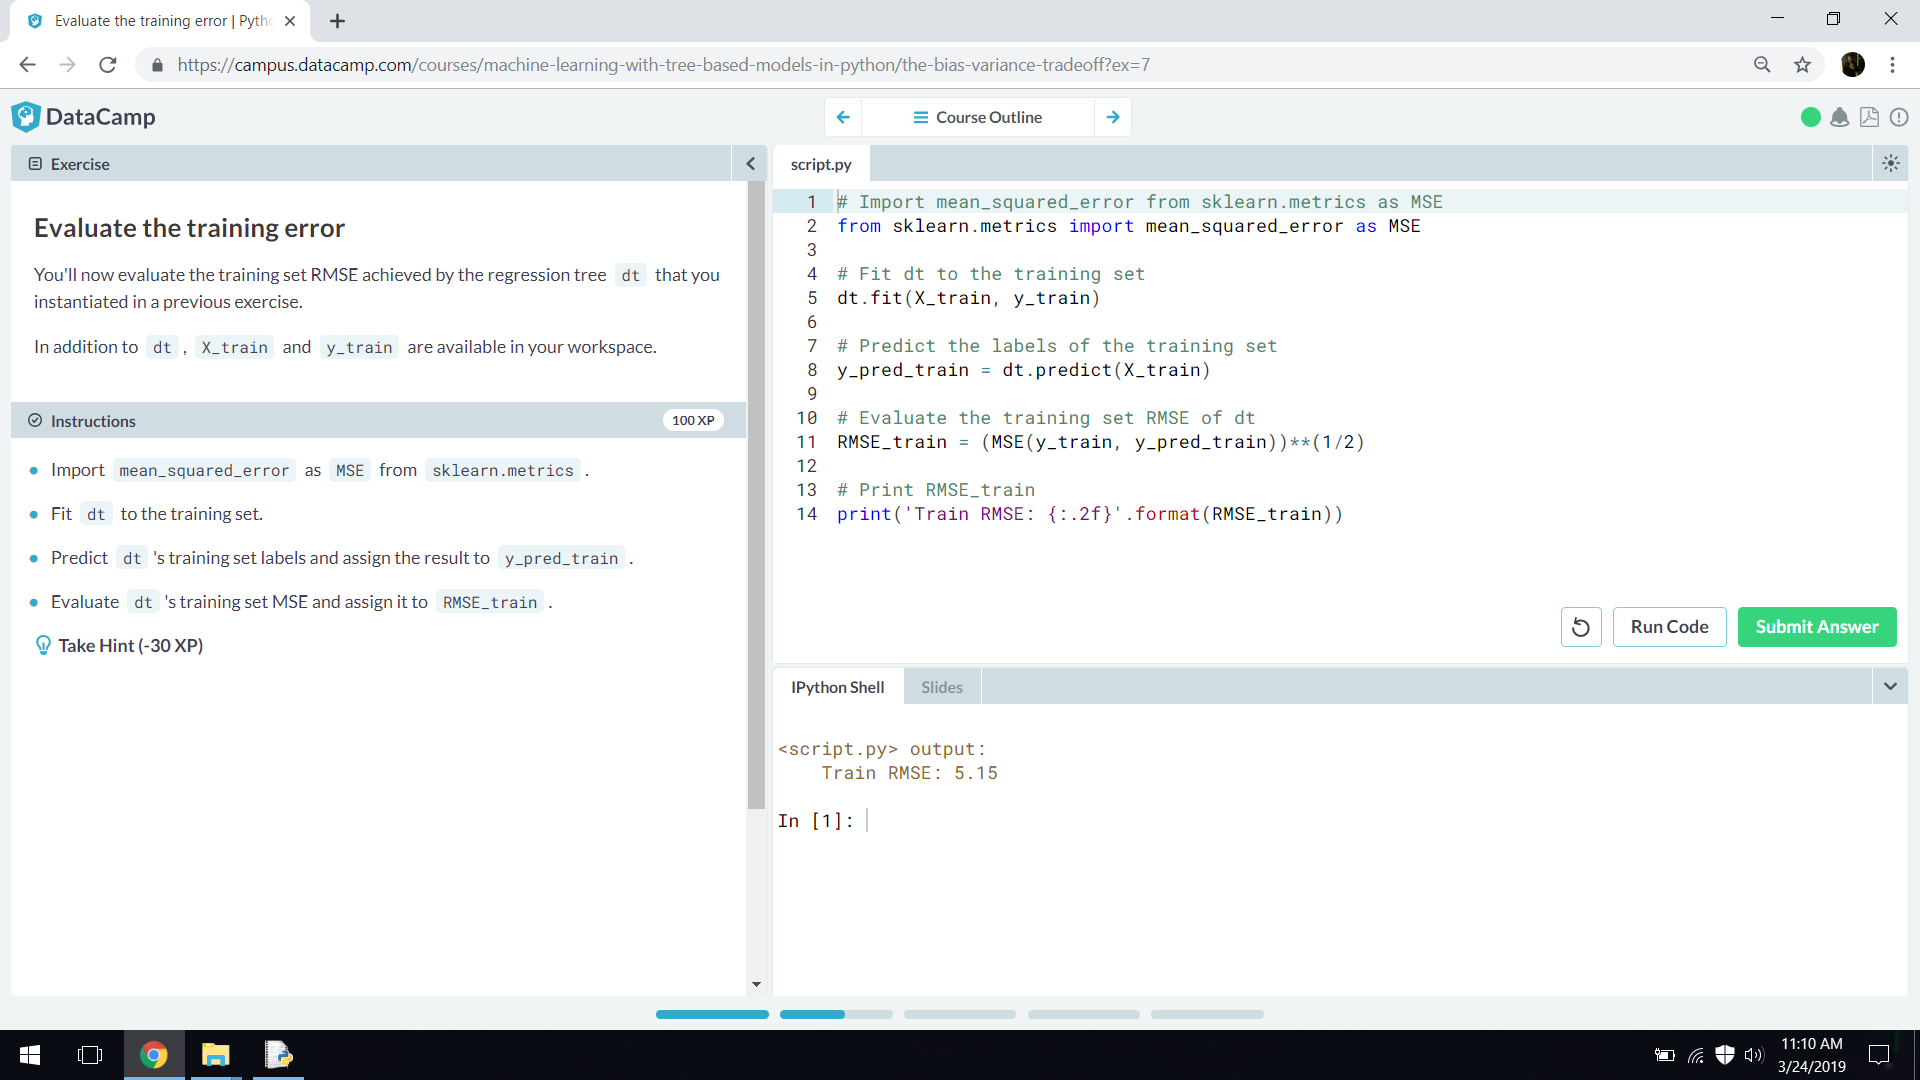 Evaluate the training error | Pyth
https://campus.datacamp.com/courses/machine-learning-with-tree-based-models-in-python/the-bias-variance-tradeoff?ex=7
DataCamp
Course Outline
Exercise
Evaluate the training error
You'll now evaluate the training set RMSE achieved by the regression tree dt that you
instantiated in a previous exercise.
In addition to dt , X_train and y_train are available in your workspace.
Instructions
100 XP
Import mean_squared_error as MSE from sklearn.metrics .
Fit dt to the training set.
Predict dt 's training set labels and assign the result to y_pred_train .
Evaluate dt 's training set MSE and assign it to RMSE_train .
Take Hint (-30 XP)
script.py
1 # Import mean_squared_error from sklearn.metrics as MSE
2 from sklearn.metrics import mean_squared_error as MSE
3
4 # Fit dt to the training set
5 dt.fit(X_train, y_train)
6
7 # Predict the labels of the training set
8 y_pred_train = dt.predict(X_train)
9
10 # Evaluate the training set RMSE of dt
11 RMSE_train = (MSE(y_train, y_pred_train))**(1/2)
12
13 # Print RMSE_train
14 print('Train RMSE: {:.2f}'.format(RMSE_train))
Run Code
Submit Answer
IPython Shell
Slides
<script.py> output:
Train RMSE: 5.15
In [1]:
11:10 AM
3/24/2019